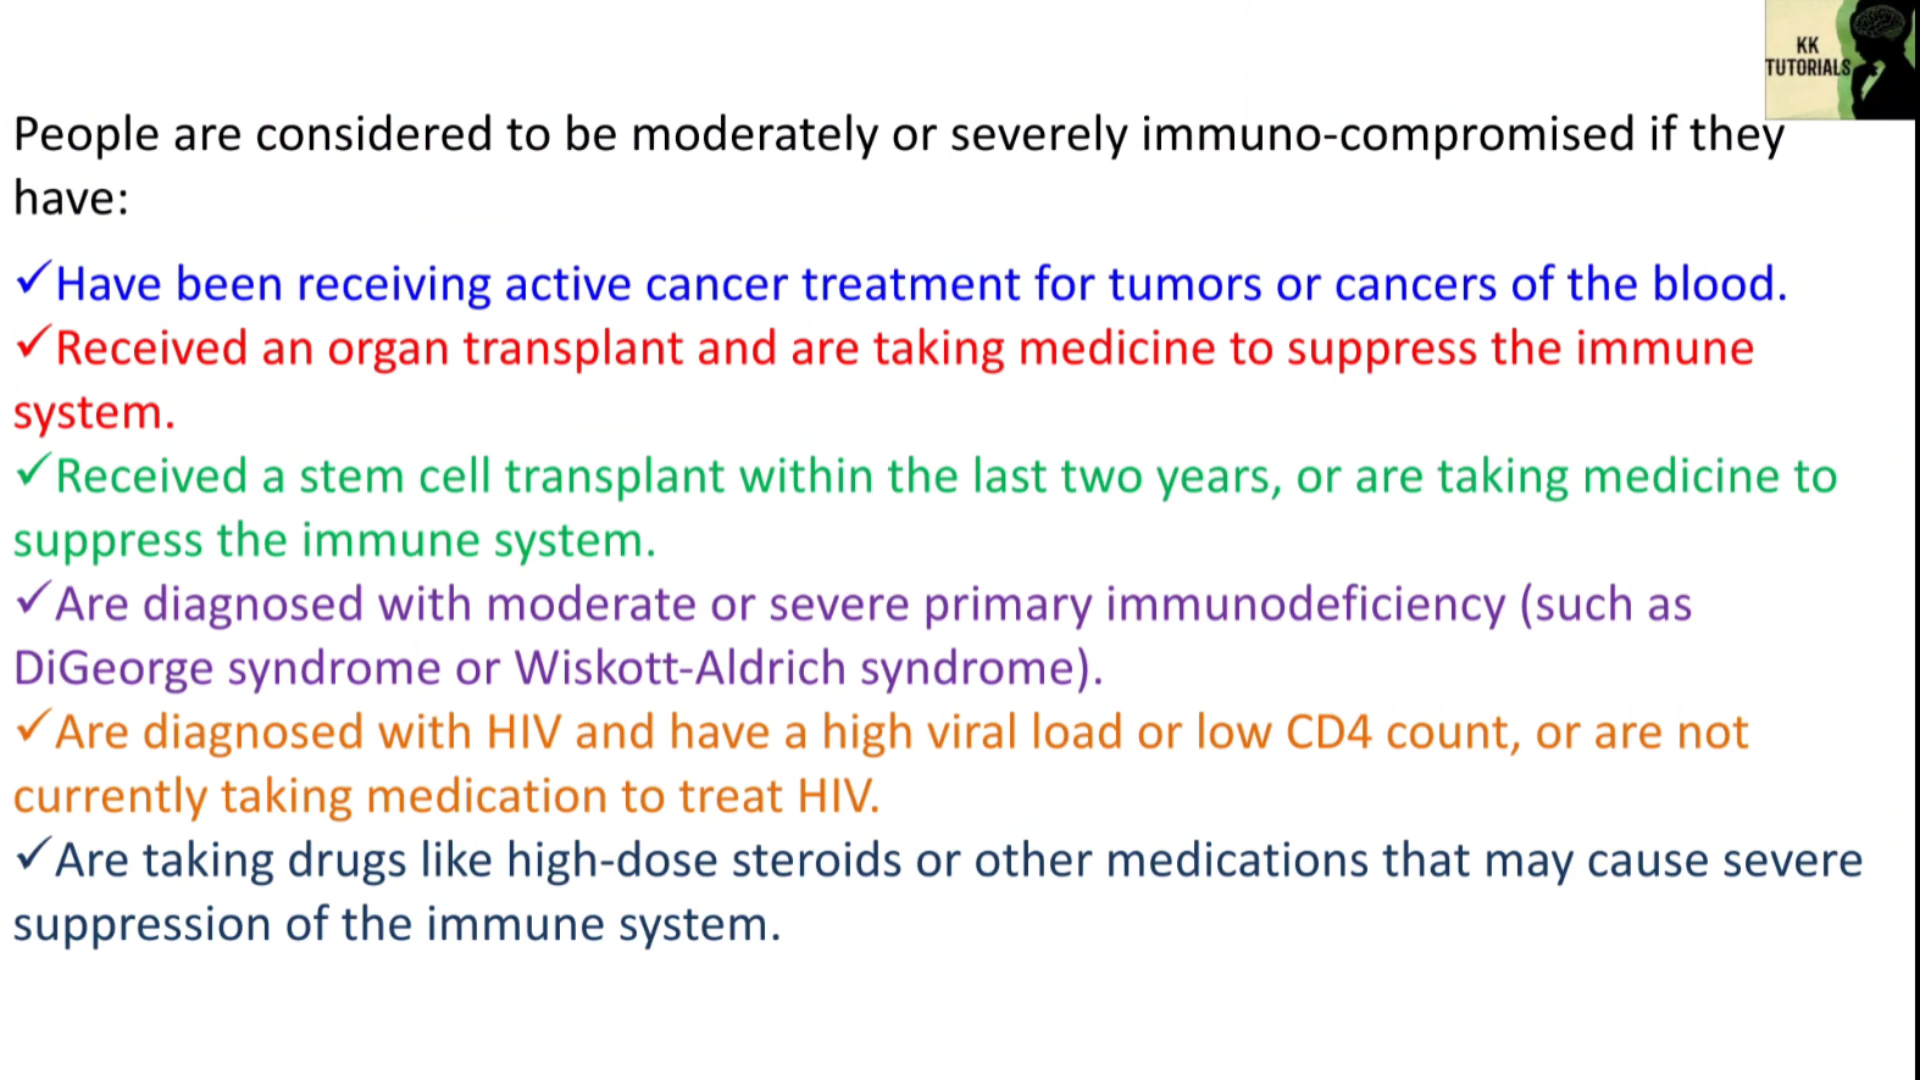 KK
TUTORIALS
People are considered to be moderately or severely immuno-compromised if they
have:
✓Have been receiving active cancer treatment for tumors or cancers of the blood.
✓Received an organ transplant and are taking medicine to suppress the immune
system.
✓Received a stem cell transplant within the last two years, or are taking medicine to
suppress the immune system.
✓Are diagnosed with moderate or severe primary immunodeficiency (such as
DiGeorge syndrome or Wiskott-Aldrich syndrome).
✓Are diagnosed with HIV and have a high viral load or low CD4 count, or are not
currently taking medication to treat HIV.
✓Are taking drugs like high-dose steroids or other medications that may cause severe
suppression of the immune system.